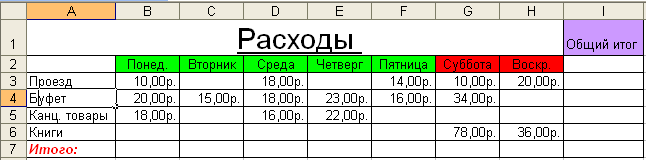 A B C D E F G H I
1 Расходы Общий итог
2 Понед. Вторник Среда Четверг Пятница Суббота Воскр.
3 Проезд 10,00р. 18,00р. 14,00р. 10,00р. 20,00р.
4 Буфет 20,00р. 15,00р. 18,00р. 23,00р. 16,00р. 34,00р.
5 Канц. товары 18,00р. 16,00р. 22,00р.
6 Книги 78,00р. 36,00р.
7 Итого: